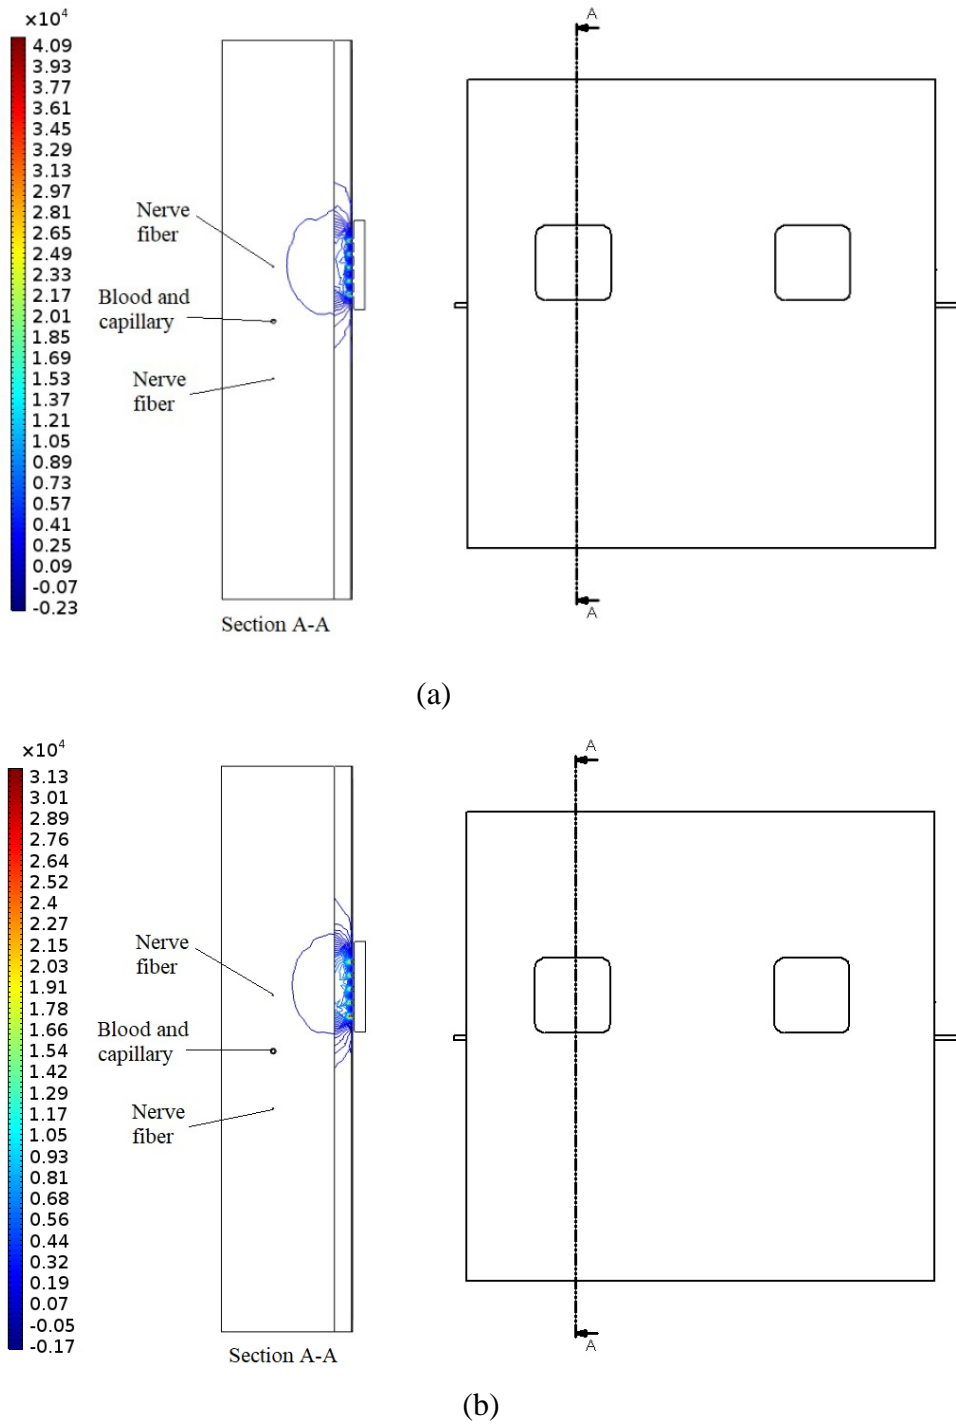 ×10⁴
4.09
3.93
3.77
3.61
3.45
3.29
3.13
2.97
2.81
2.65
2.49
2.33
2.17
2.01
1.85
1.69
1.53
1.37
1.21
1.05
0.89
0.73
0.57
0.41
0.25
0.09
-0.07
-0.23
Nerve
fiber
Blood and
capillary
Nerve
fiber
Section A-A
A
A
(a)
×10⁴
3.13
3.01
2.89
2.76
2.64
2.52
2.4
2.27
2.15
2.03
1.91
1.78
1.66
1.54
1.42
1.29
1.17
1.05
0.93
0.81
0.68
0.56
0.44
0.32
0.19
0.07
-0.05
-0.17
Nerve
fiber
Blood and
capillary
Nerve
fiber
Section A-A
A
A
(b)